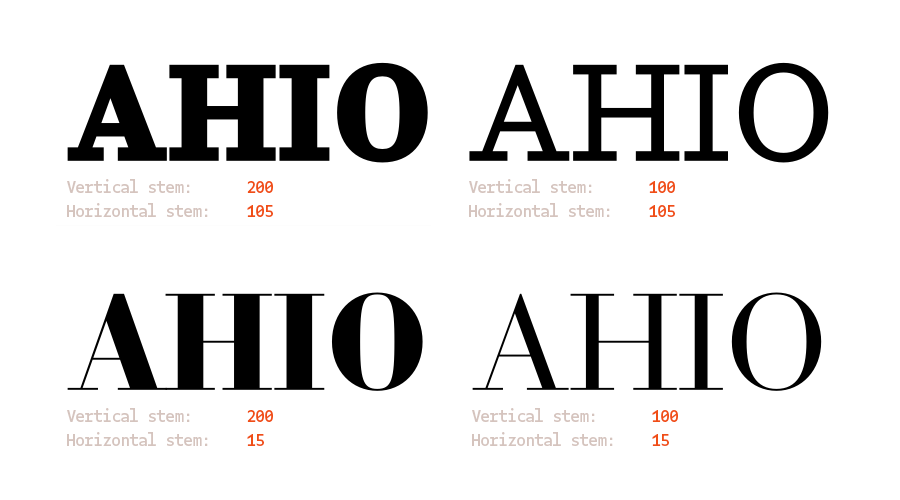 AHIO AHIO
Vertical stem: 200 Vertical stem: 100
Horizontal stem: 105 Horizontal stem: 105
AHIO AHIO
Vertical stem: 200 Vertical stem: 100
Horizontal stem: 15 Horizontal stem: 15